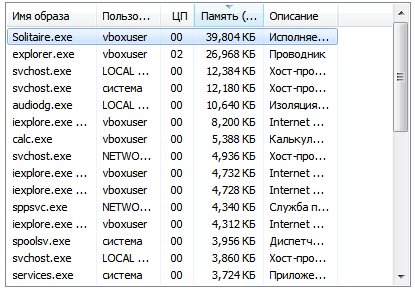 Имя образа Пользо... ЦП Память (... Описание
Solitaire.exe vboxuser 00 39,804 КБ Исполняе...
explorer.exe vboxuser 02 26,968 КБ Проводник
svchost.exe LOCAL ... 00 12,384 КБ Хост-про...
svchost.exe система 00 12,180 КБ Хост-про...
audiodg.exe LOCAL ... 00 10,640 КБ Изоляция...
iexplore.exe ... vboxuser 00 8,200 КБ Internet ...
calc.exe vboxuser 00 5,388 КБ Калькул...
svchost.exe NETWO... 00 4,936 КБ Хост-про...
iexplore.exe ... vboxuser 00 4,732 КБ Internet ...
iexplore.exe ... vboxuser 00 4,728 КБ Internet ...
sppsvc.exe NETWO... 00 4,340 КБ Служба п...
iexplore.exe ... vboxuser 00 4,312 КБ Internet ...
spoolsv.exe система 00 3,956 КБ Диспетч...
svchost.exe LOCAL ... 00 3,860 КБ Хост-про...
services.exe система 00 3,724 КБ Приложе...